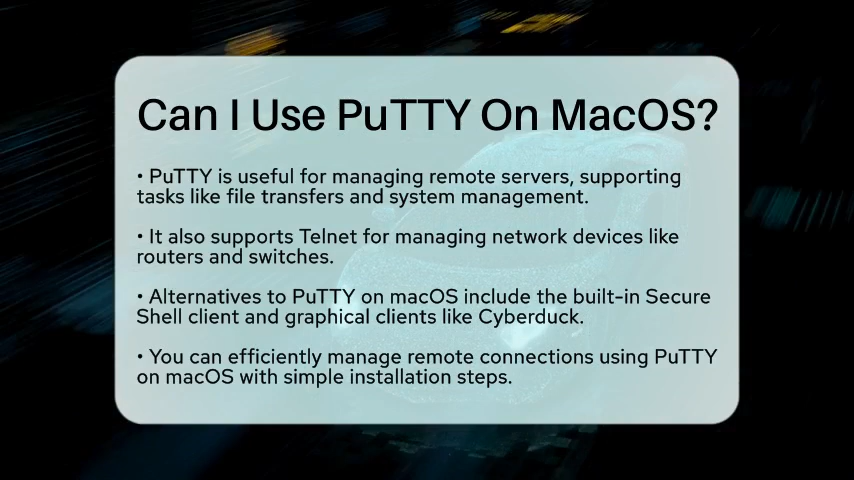 Can I Use PuTTY On MacOS?
• PuTTY is useful for managing remote servers, supporting
tasks like file transfers and system management.
• It also supports Telnet for managing network devices like
routers and switches.
• Alternatives to PuTTY on macOS include the built-in Secure
Shell client and graphical clients like Cyberduck.
• You can efficiently manage remote connections using PuTTY
on macOS with simple installation steps.